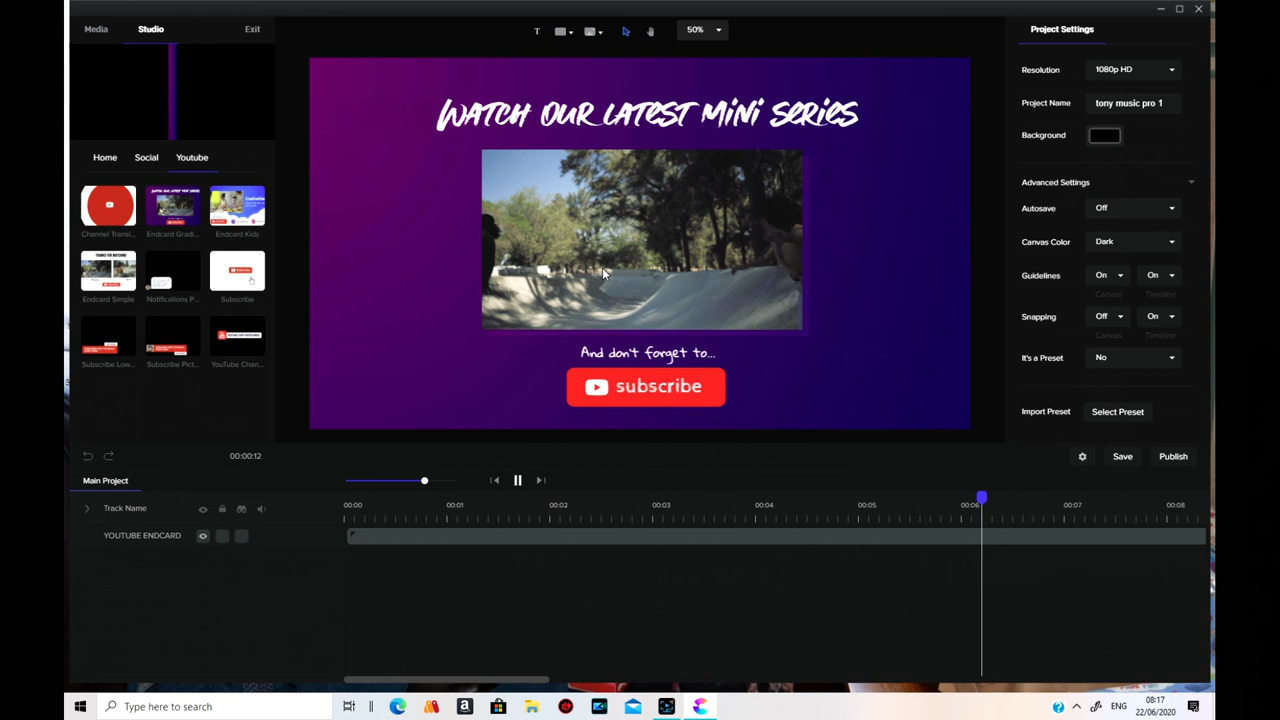 Media Studio Exit
T 50%
Project Settings
Resolution 1080p HD
Project Name tony music pro 1
Background
Advanced Settings
Autosave Off
Canvas Color Dark
Guidelines On On
Canvas Timeline
Snapping Off On
Canvas Timeline
It's a Preset No
Import Preset Select Preset
Home Social Youtube
Channel Transi...
Endcard Gradi...
Endcard Kids
Endcard Simple
Notifications P...
Subscribe
Subscribe Low...
Subscribe Pict...
YouTube Chan...
WATCH OUR LATEST MINI SERIES
And don't forget to...
subscribe
00:00:12
Save Publish
Main Project
Track Name
00:00 00:01 00:02 00:03 00:04 00:05 00:06 00:07 00:08
YOUTUBE ENDCARD
Type here to search
08:17
22/06/2020